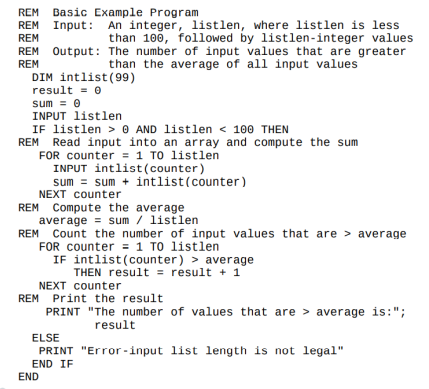 REM  Basic Example Program
REM  Input:  An integer, listlen, where listlen is less
REM          than 100, followed by listlen-integer values
REM  Output: The number of input values that are greater
REM          than the average of all input values
  DIM intlist(99)
  result = 0
  sum = 0
  INPUT listlen
  IF listlen > 0 AND listlen < 100 THEN
REM  Read input into an array and compute the sum
   FOR counter = 1 TO listlen
     INPUT intlist(counter)
     sum = sum + intlist(counter)
   NEXT counter
REM  Compute the average
   average = sum / listlen
REM  Count the number of input values that are > average
   FOR counter = 1 TO listlen
     IF intlist(counter) > average
        THEN result = result + 1
   NEXT counter
REM  Print the result
    PRINT "The number of values that are > average is:";
           result
  ELSE
   PRINT "Error-input list length is not legal"
  END IF
END